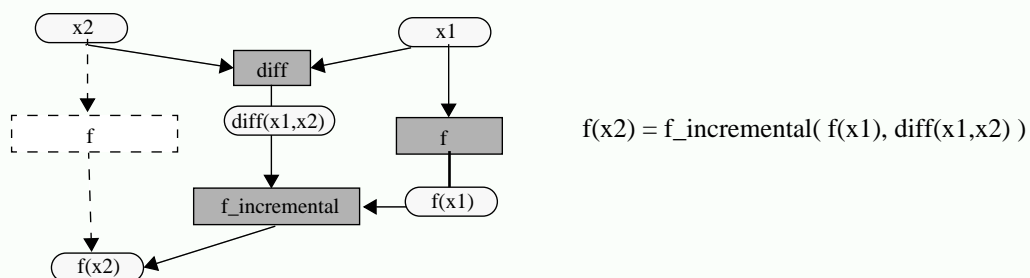 x2
x1
diff
diff(x1,x2)
f
f
f(x2) = f_incremental( f(x1), diff(x1,x2) )
f_incremental
f(x1)
f(x2)